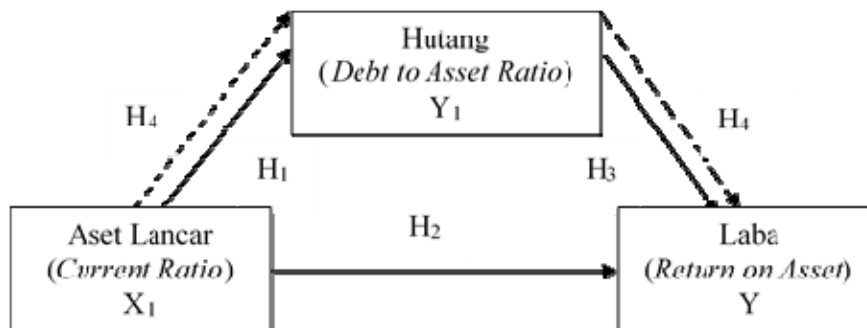 Hutang
(Debt to Asset Ratio)
Y₁
H₄
H₄
H₁
H₃
Aset Lancar
(Current Ratio)
X₁
H₂
Laba
(Return on Asset)
Y